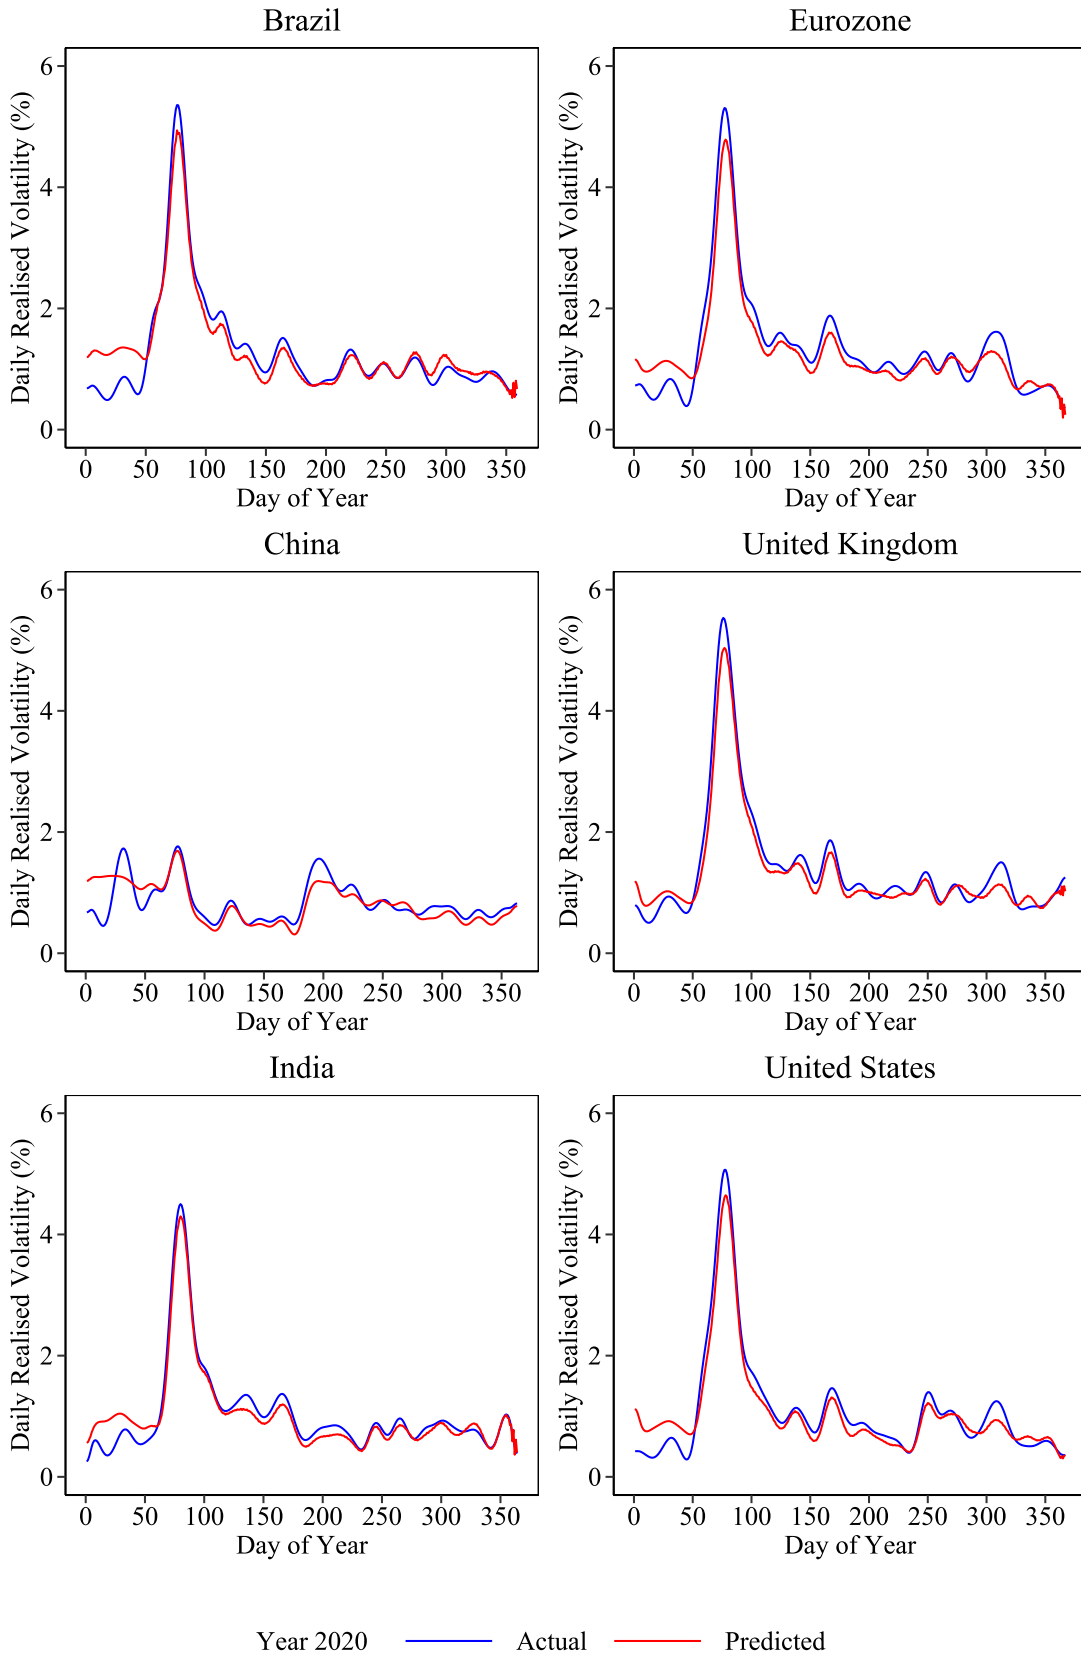 Brazil
Daily Realised Volatility (%)
6
4
2
0
0 50 100 150 200 250 300 350
Day of Year
Eurozone
Daily Realised Volatility (%)
6
4
2
0
0 50 100 150 200 250 300 350
Day of Year
China
Daily Realised Volatility (%)
6
4
2
0
0 50 100 150 200 250 300 350
Day of Year
United Kingdom
Daily Realised Volatility (%)
6
4
2
0
0 50 100 150 200 250 300 350
Day of Year
India
Daily Realised Volatility (%)
6
4
2
0
0 50 100 150 200 250 300 350
Day of Year
United States
Daily Realised Volatility (%)
6
4
2
0
0 50 100 150 200 250 300 350
Day of Year
Year 2020 Actual Predicted